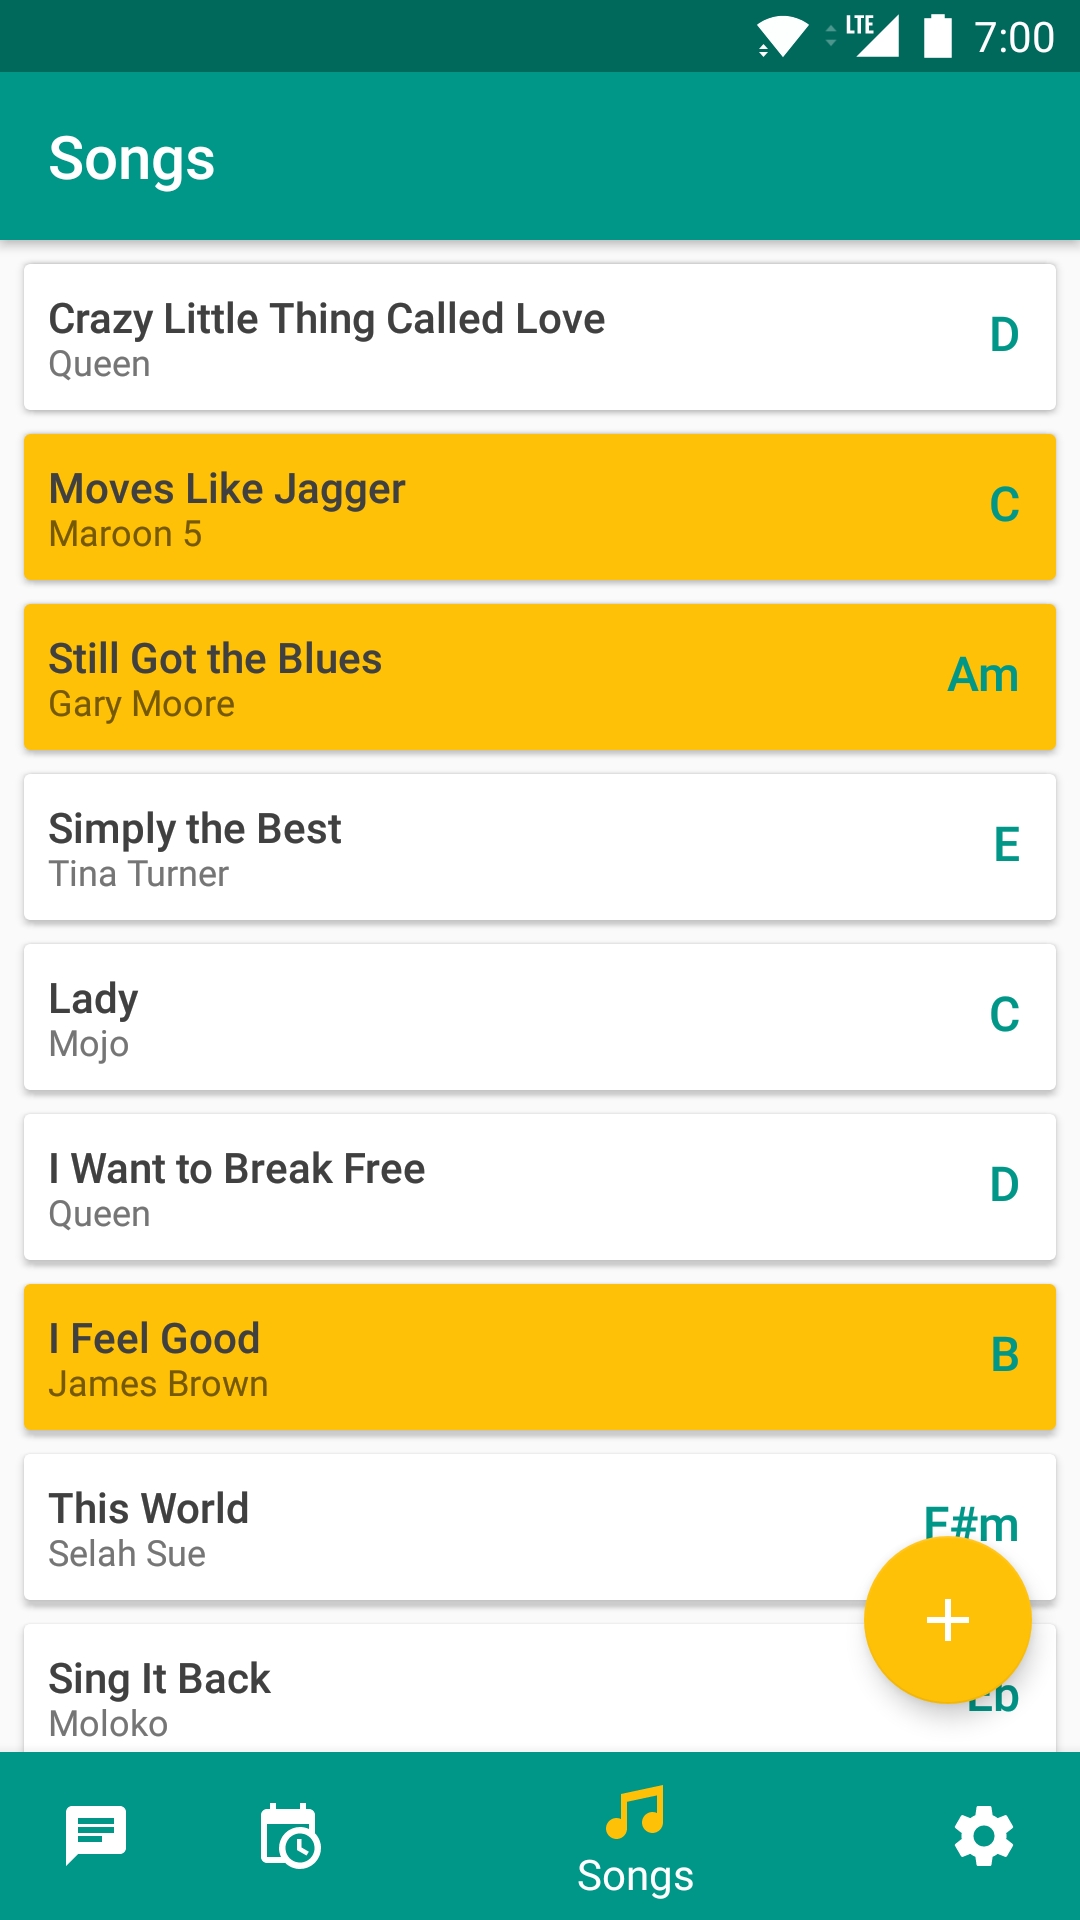 LTE 7:00
Songs
Crazy Little Thing Called Love
Queen
D
Moves Like Jagger
Maroon 5
C
Still Got the Blues
Gary Moore
Am
Simply the Best
Tina Turner
E
Lady
Mojo
C
I Want to Break Free
Queen
D
I Feel Good
James Brown
B
This World
Selah Sue
F#m
Sing It Back
Moloko
Eb
Songs